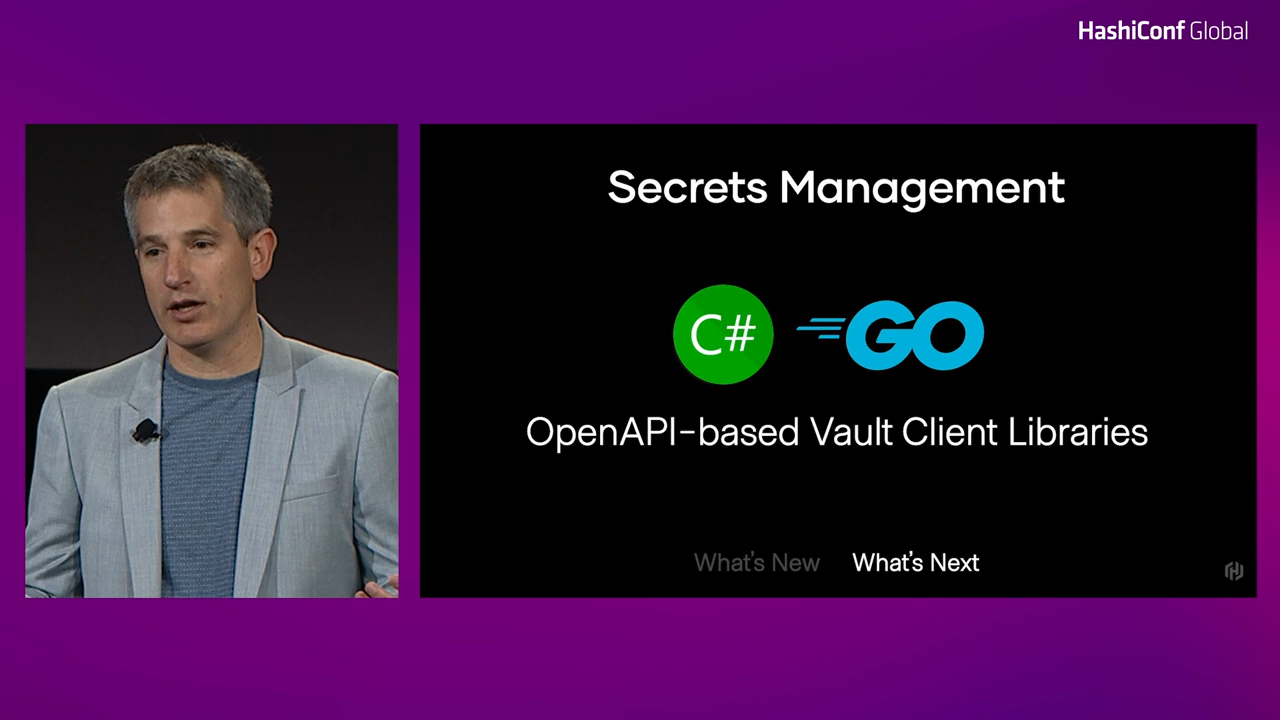 HashiConf Global
Secrets Management
C# GO
OpenAPI-based Vault Client Libraries
What's New What's Next